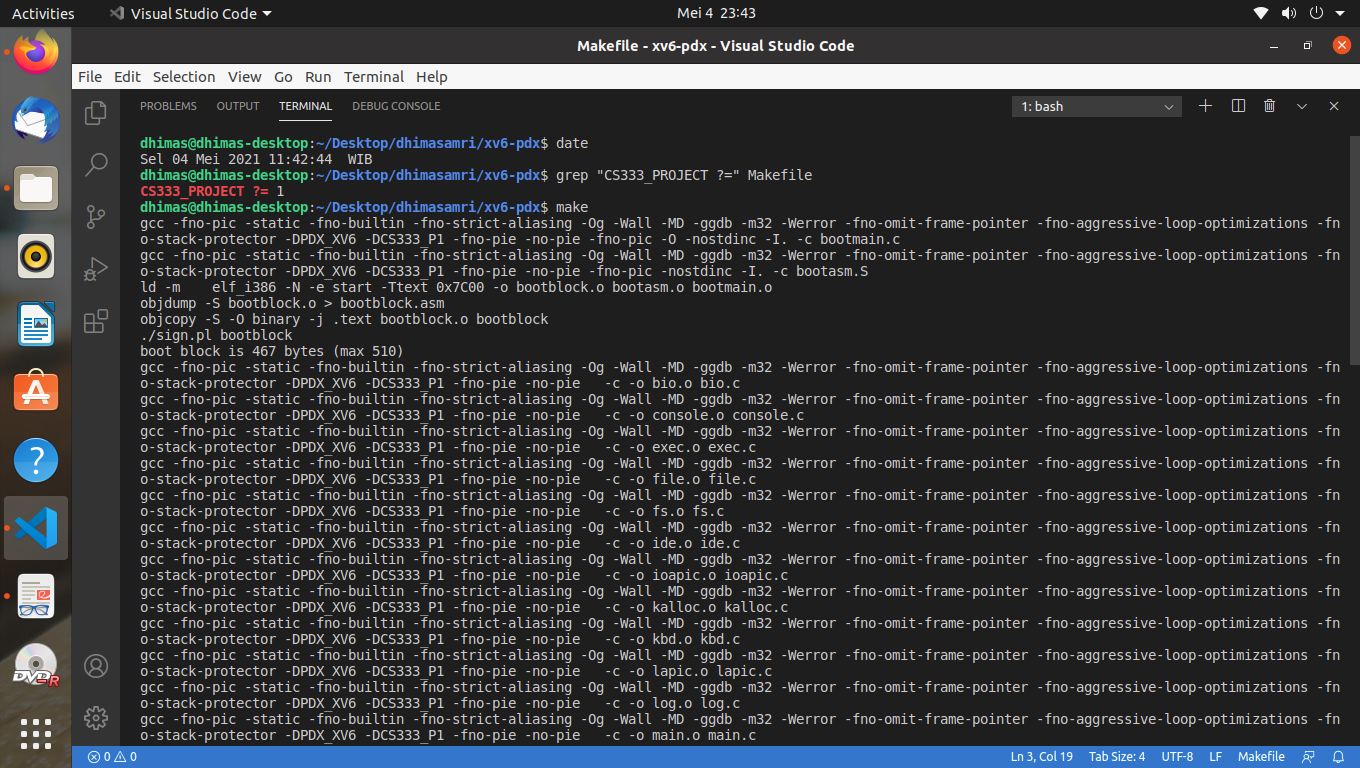 Activities
Visual Studio Code
Mei 4 23:43
Makefile - xv6-pdx - Visual Studio Code
File Edit Selection View Go Run Terminal Help
PROBLEMS OUTPUT TERMINAL DEBUG CONSOLE
1: bash
dhimas@dhimas-desktop:~/Desktop/dhimasamri/xv6-pdx$ date
Sel 04 Mei 2021 11:42:44  WIB
dhimas@dhimas-desktop:~/Desktop/dhimasamri/xv6-pdx$ grep "CS333_PROJECT ?=" Makefile
CS333_PROJECT ?= 1
dhimas@dhimas-desktop:~/Desktop/dhimasamri/xv6-pdx$ make
gcc -fno-pic -static -fno-builtin -fno-strict-aliasing -Og -Wall -MD -ggdb -m32 -Werror -fno-omit-frame-pointer -fno-aggressive-loop-optimizations -fn
o-stack-protector -DPDX_XV6 -DCS333_P1 -fno-pie -no-pie -fno-pic -O -nostdinc -I. -c bootmain.c
gcc -fno-pic -static -fno-builtin -fno-strict-aliasing -Og -Wall -MD -ggdb -m32 -Werror -fno-omit-frame-pointer -fno-aggressive-loop-optimizations -fn
o-stack-protector -DPDX_XV6 -DCS333_P1 -fno-pie -no-pie -fno-pic -nostdinc -I. -c bootasm.S
ld -m    elf_i386 -N -e start -Ttext 0x7C00 -o bootblock.o bootasm.o bootmain.o
objdump -S bootblock.o > bootblock.asm
objcopy -S -O binary -j .text bootblock.o bootblock
./sign.pl bootblock
boot block is 467 bytes (max 510)
gcc -fno-pic -static -fno-builtin -fno-strict-aliasing -Og -Wall -MD -ggdb -m32 -Werror -fno-omit-frame-pointer -fno-aggressive-loop-optimizations -fn
o-stack-protector -DPDX_XV6 -DCS333_P1 -fno-pie -no-pie   -c -o bio.o bio.c
gcc -fno-pic -static -fno-builtin -fno-strict-aliasing -Og -Wall -MD -ggdb -m32 -Werror -fno-omit-frame-pointer -fno-aggressive-loop-optimizations -fn
o-stack-protector -DPDX_XV6 -DCS333_P1 -fno-pie -no-pie   -c -o console.o console.c
gcc -fno-pic -static -fno-builtin -fno-strict-aliasing -Og -Wall -MD -ggdb -m32 -Werror -fno-omit-frame-pointer -fno-aggressive-loop-optimizations -fn
o-stack-protector -DPDX_XV6 -DCS333_P1 -fno-pie -no-pie   -c -o exec.o exec.c
gcc -fno-pic -static -fno-builtin -fno-strict-aliasing -Og -Wall -MD -ggdb -m32 -Werror -fno-omit-frame-pointer -fno-aggressive-loop-optimizations -fn
o-stack-protector -DPDX_XV6 -DCS333_P1 -fno-pie -no-pie   -c -o file.o file.c
gcc -fno-pic -static -fno-builtin -fno-strict-aliasing -Og -Wall -MD -ggdb -m32 -Werror -fno-omit-frame-pointer -fno-aggressive-loop-optimizations -fn
o-stack-protector -DPDX_XV6 -DCS333_P1 -fno-pie -no-pie   -c -o fs.o fs.c
gcc -fno-pic -static -fno-builtin -fno-strict-aliasing -Og -Wall -MD -ggdb -m32 -Werror -fno-omit-frame-pointer -fno-aggressive-loop-optimizations -fn
o-stack-protector -DPDX_XV6 -DCS333_P1 -fno-pie -no-pie   -c -o ide.o ide.c
gcc -fno-pic -static -fno-builtin -fno-strict-aliasing -Og -Wall -MD -ggdb -m32 -Werror -fno-omit-frame-pointer -fno-aggressive-loop-optimizations -fn
o-stack-protector -DPDX_XV6 -DCS333_P1 -fno-pie -no-pie   -c -o ioapic.o ioapic.c
gcc -fno-pic -static -fno-builtin -fno-strict-aliasing -Og -Wall -MD -ggdb -m32 -Werror -fno-omit-frame-pointer -fno-aggressive-loop-optimizations -fn
o-stack-protector -DPDX_XV6 -DCS333_P1 -fno-pie -no-pie   -c -o kalloc.o kalloc.c
gcc -fno-pic -static -fno-builtin -fno-strict-aliasing -Og -Wall -MD -ggdb -m32 -Werror -fno-omit-frame-pointer -fno-aggressive-loop-optimizations -fn
o-stack-protector -DPDX_XV6 -DCS333_P1 -fno-pie -no-pie   -c -o kbd.o kbd.c
gcc -fno-pic -static -fno-builtin -fno-strict-aliasing -Og -Wall -MD -ggdb -m32 -Werror -fno-omit-frame-pointer -fno-aggressive-loop-optimizations -fn
o-stack-protector -DPDX_XV6 -DCS333_P1 -fno-pie -no-pie   -c -o lapic.o lapic.c
gcc -fno-pic -static -fno-builtin -fno-strict-aliasing -Og -Wall -MD -ggdb -m32 -Werror -fno-omit-frame-pointer -fno-aggressive-loop-optimizations -fn
o-stack-protector -DPDX_XV6 -DCS333_P1 -fno-pie -no-pie   -c -o log.o log.c
gcc -fno-pic -static -fno-builtin -fno-strict-aliasing -Og -Wall -MD -ggdb -m32 -Werror -fno-omit-frame-pointer -fno-aggressive-loop-optimizations -fn
o-stack-protector -DPDX_XV6 -DCS333_P1 -fno-pie -no-pie   -c -o main.o main.c
DVD-R
0 0
Ln 3, Col 19 Tab Size: 4 UTF-8 LF Makefile